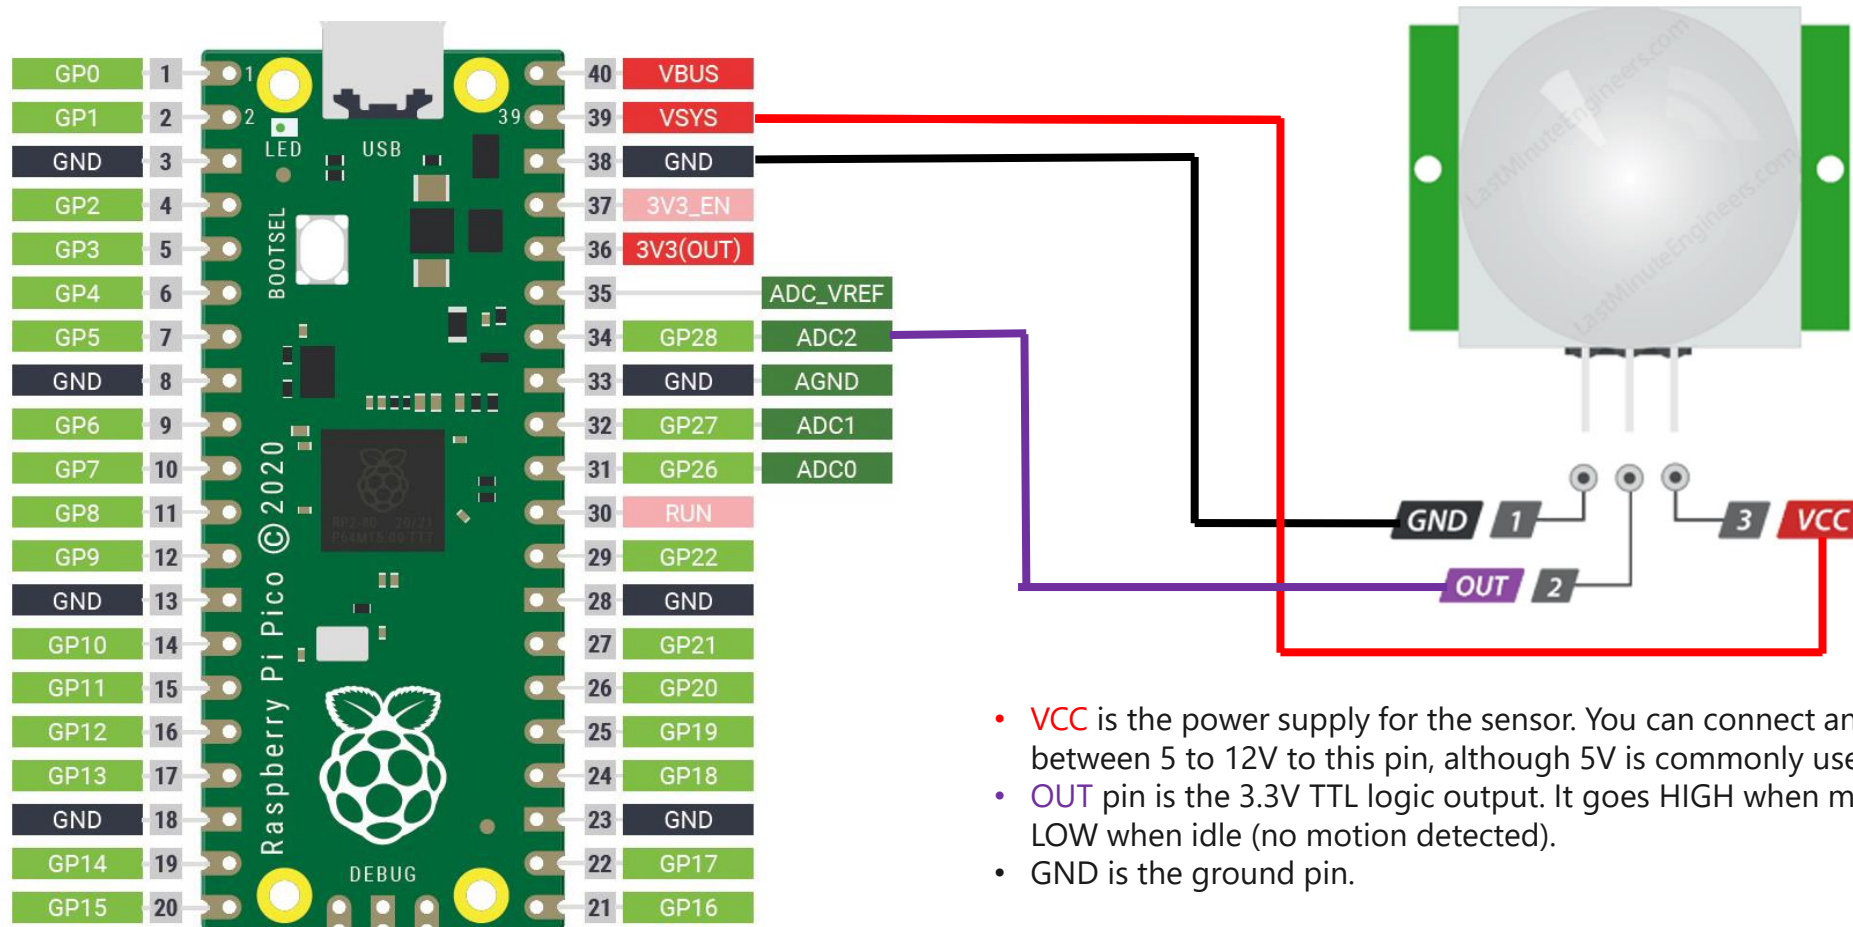 GP0 1 1 40 VBUS
GP1 2 2 39 39 VSYS
LED USB
GND 3 38 GND
GP2 4 37 3V3_EN
BOOTSEL
GP3 5 36 3V3(OUT)
GP4 6 35 ADC_VREF
GP5 7 34 GP28 ADC2
GND 8 33 GND AGND
GP6 9 32 GP27 ADC1
GP7 10 31 GP26 ADC0
GP8 11 30 RUN
GP9 12 29 GP22
GND 13 28 GND
GP10 14 27 GP21
GP11 15 26 GP20
GP12 16 25 GP19
GP13 17 24 GP18
GND 18 23 GND
GP14 19 22 GP17
GP15 20 21 GP16
Raspberry Pi Pico © 2020
DEBUG
LastMinuteEngineers.com
LastMinuteEngineers.com
GND 1 3 VCC
OUT 2
• VCC is the power supply for the sensor. You can connect an
between 5 to 12V to this pin, although 5V is commonly use
• OUT pin is the 3.3V TTL logic output. It goes HIGH when m
LOW when idle (no motion detected).
• GND is the ground pin.